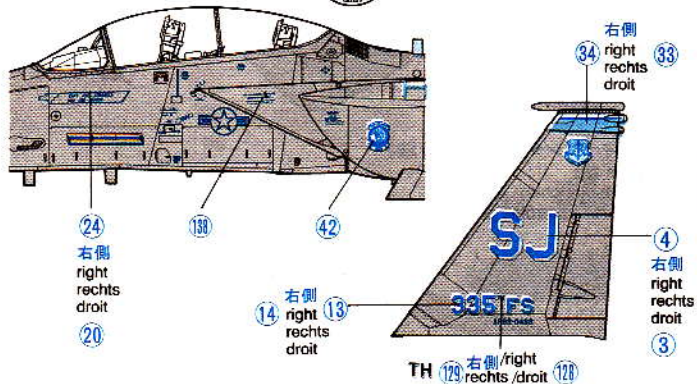 右側
right
rechts
droit
34
33
24
右側
right
rechts
droit
20
138
42
SJ
335 FS
4
右側
right
rechts
droit
3
14
右側
right
rechts
droit
13
TH
129
右側/right
rechts/droit
128